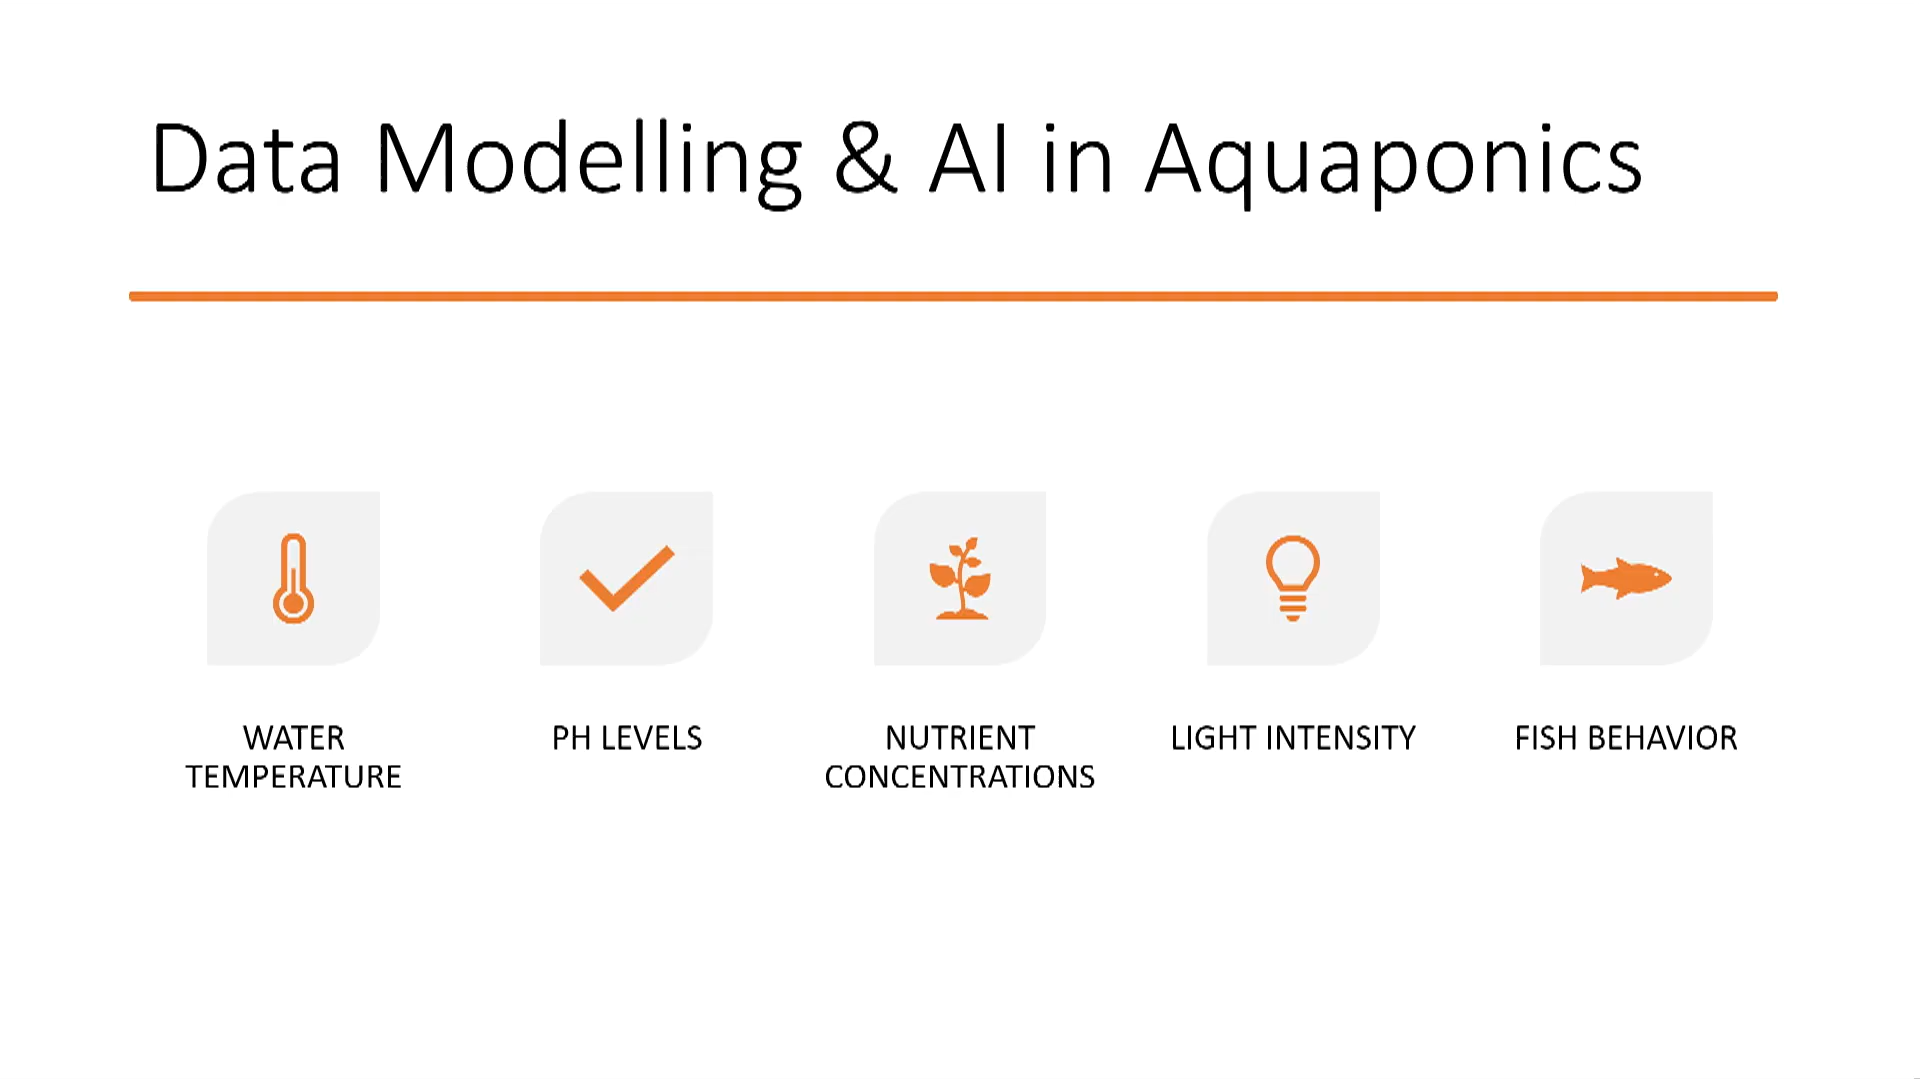 Data Modelling & AI in Aquaponics
WATER
TEMPERATURE
PH LEVELS
NUTRIENT
CONCENTRATIONS
LIGHT INTENSITY
FISH BEHAVIOR